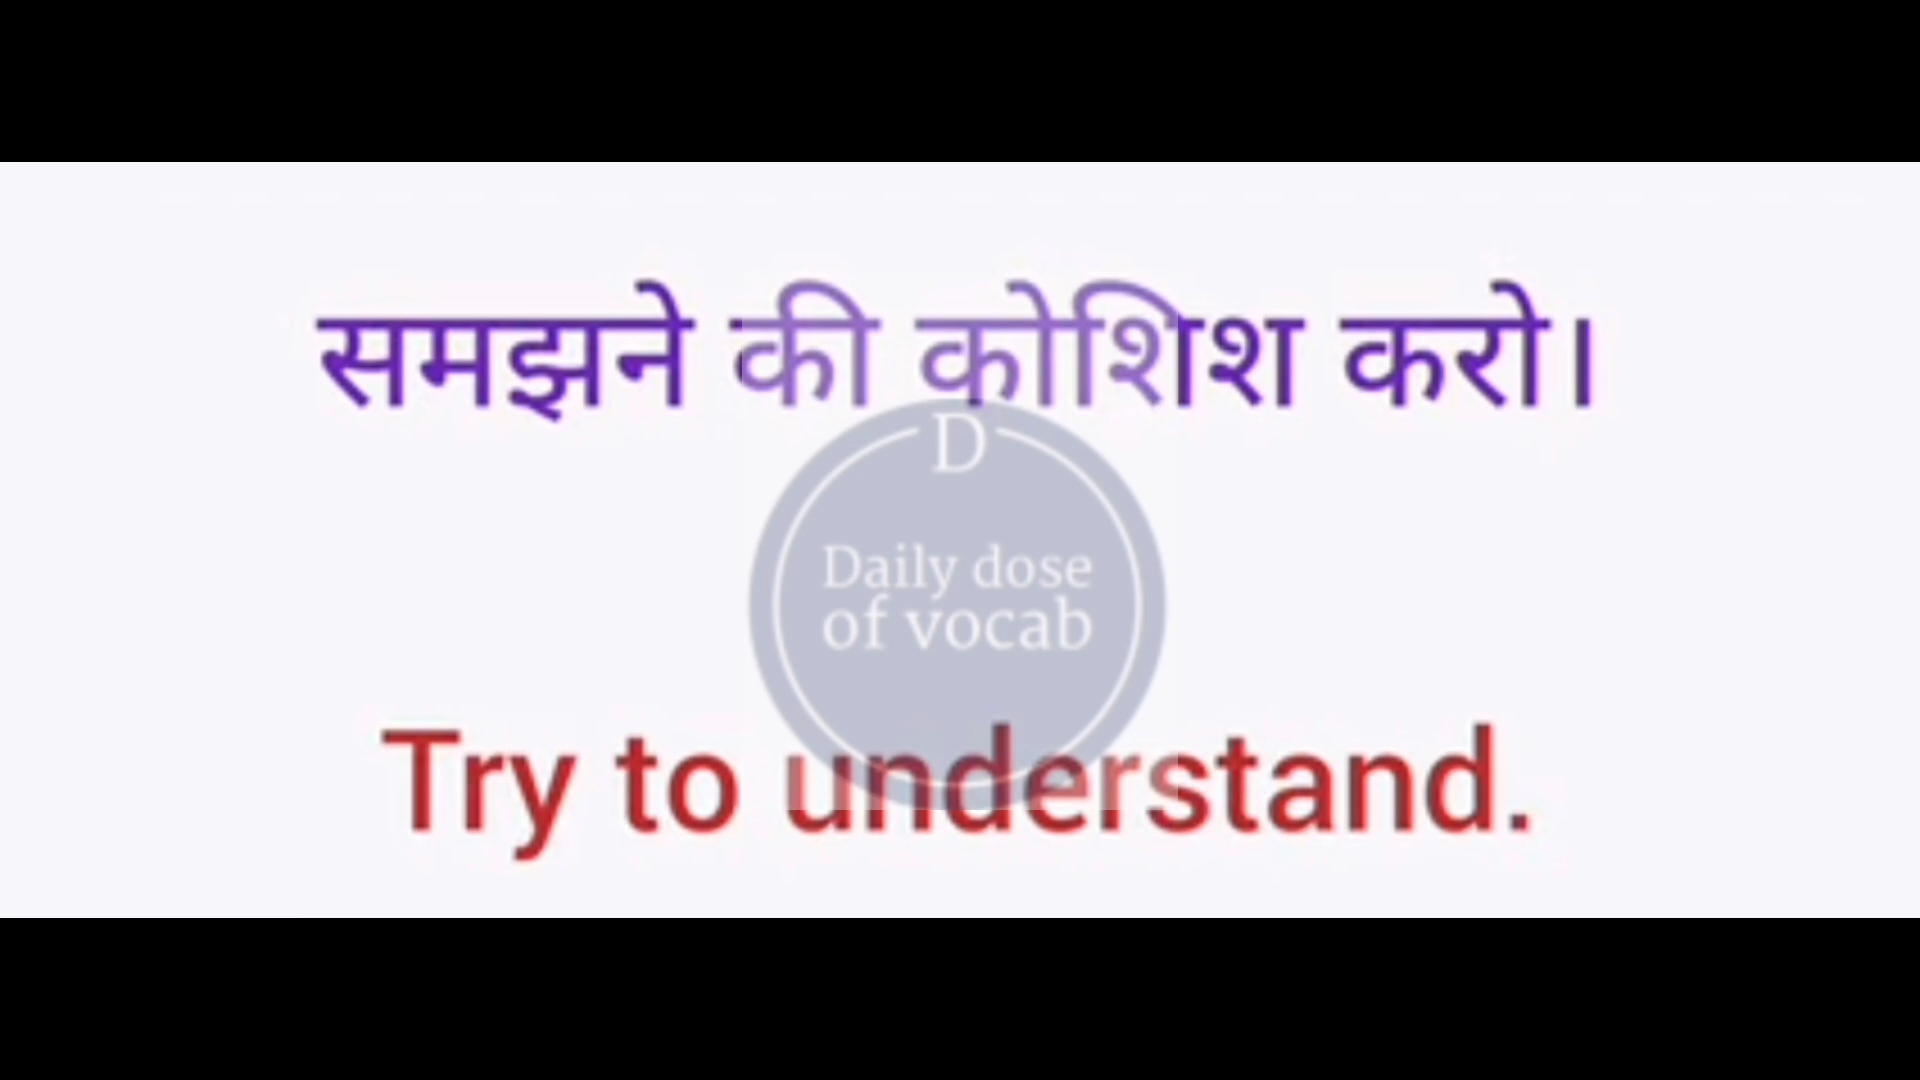 समझने की कोशिश करो।
D
Daily dose
of vocab
Try to understand.